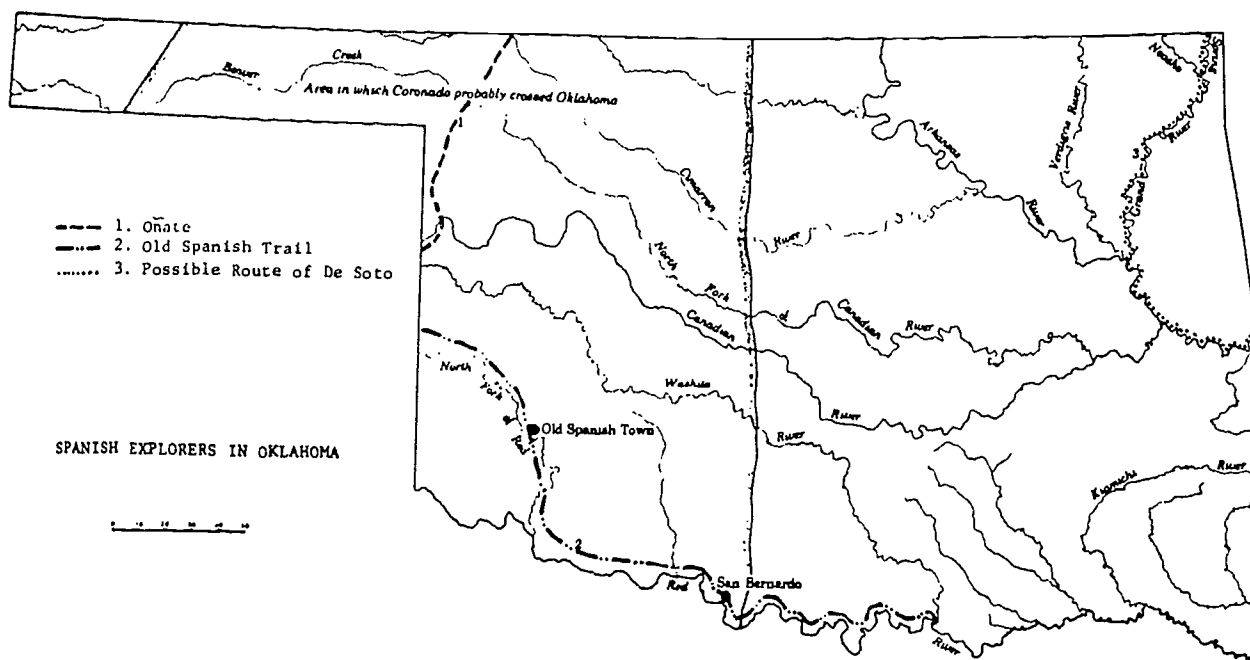 Beaver Creek
Area in which Coronado probably crossed Oklahoma
1
Neosho
Spring River
Verdigris River
Grand
Arkansas River
Cimarron River
North Fork of Canadian River
Canadian River
Washita River
1. Oñate
2. Old Spanish Trail
3. Possible Route of De Soto
North Fork of Red
Old Spanish Town
SPANISH EXPLORERS IN OKLAHOMA
Kiamichi River
2
San Bernardo
Red River